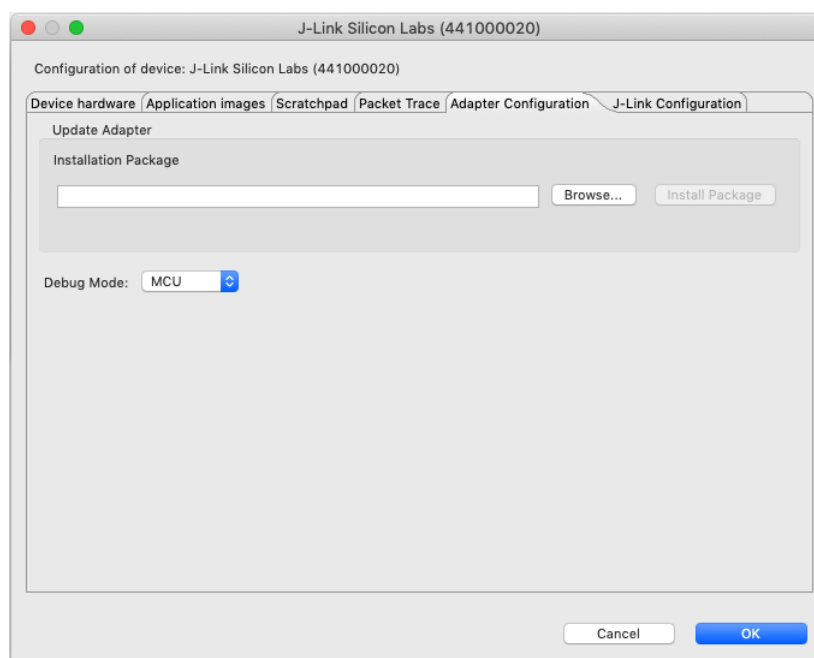 J-Link Silicon Labs (441000020)
Configuration of device: J-Link Silicon Labs (441000020)
Device hardware Application images Scratchpad Packet Trace Adapter Configuration J-Link Configuration
Update Adapter
Installation Package
Browse... Install Package
Debug Mode: MCU
Cancel OK